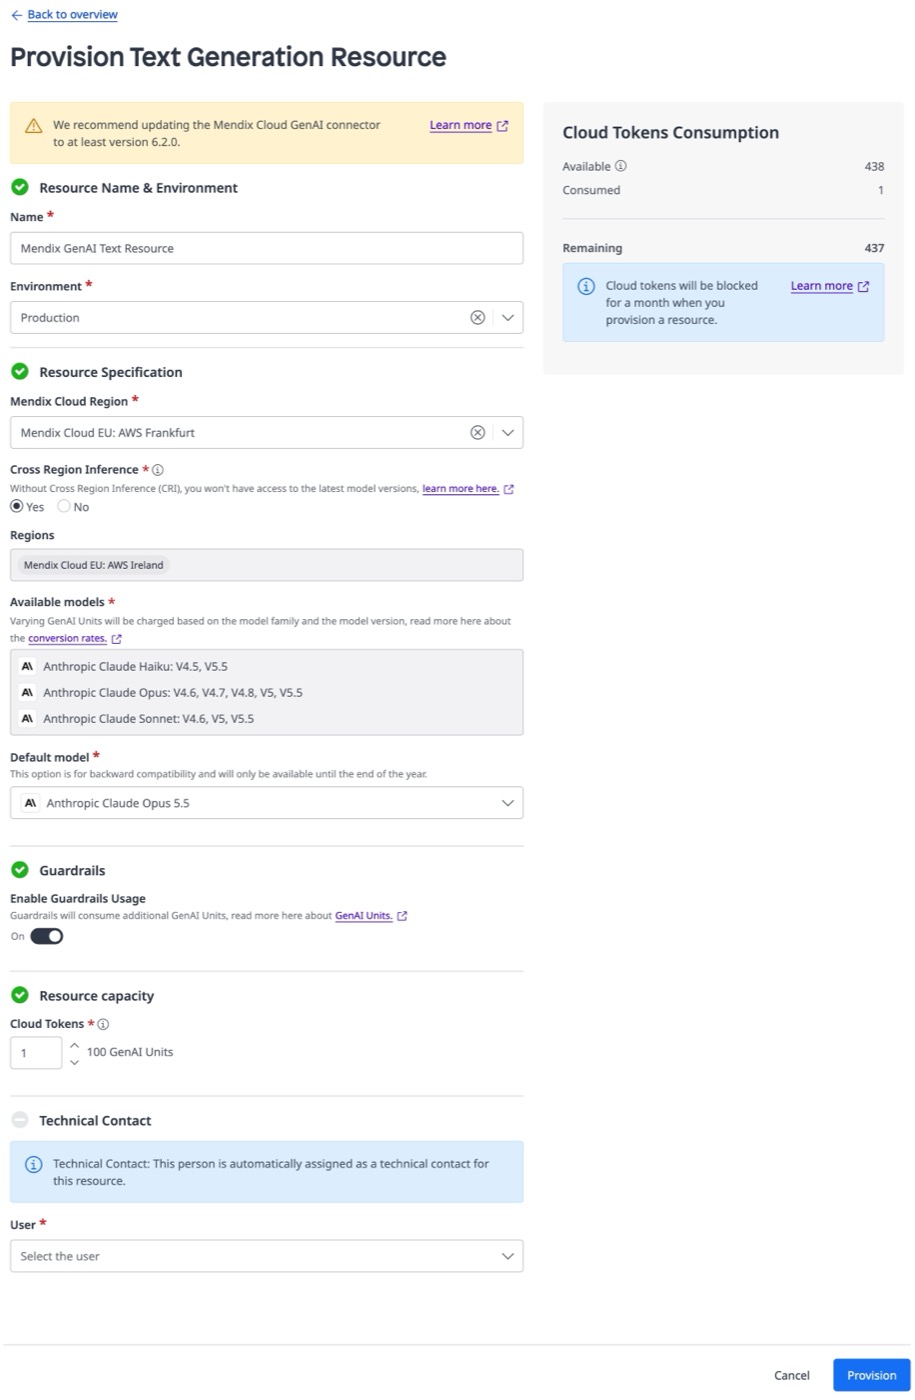 Back to overview
Provision Text Generation Resource
We recommend updating the Mendix Cloud GenAI connector
to at least version 6.2.0.
Learn more
Resource Name & Environment
Name *
Mendix GenAI Text Resource
Environment *
Production
Resource Specification
Mendix Cloud Region *
Mendix Cloud EU: AWS Frankfurt
Cross Region Inference *
Without Cross Region Inference (CRI), you won't have access to the latest model versions, learn more here.
Yes No
Regions
Mendix Cloud EU: AWS Ireland
Available models *
Varying GenAI Units will be charged based on the model family and the model version, read more here about
the conversion rates.
Anthropic Claude Haiku: V4.5, V5.5
Anthropic Claude Opus: V4.6, V4.7, V4.8, V5, V5.5
Anthropic Claude Sonnet: V4.6, V5, V5.5
Default model *
This option is for backward compatibility and will only be available until the end of the year.
Anthropic Claude Opus 5.5
Guardrails
Enable Guardrails Usage
Guardrails will consume additional GenAI Units, read more here about GenAI Units.
On
Resource capacity
Cloud Tokens *
1 100 GenAI Units
Technical Contact
Technical Contact: This person is automatically assigned as a technical contact for
this resource.
User *
Select the user
Cloud Tokens Consumption
Available 438
Consumed 1
Remaining 437
Cloud tokens will be blocked
for a month when you
provision a resource.
Learn more
Cancel Provision